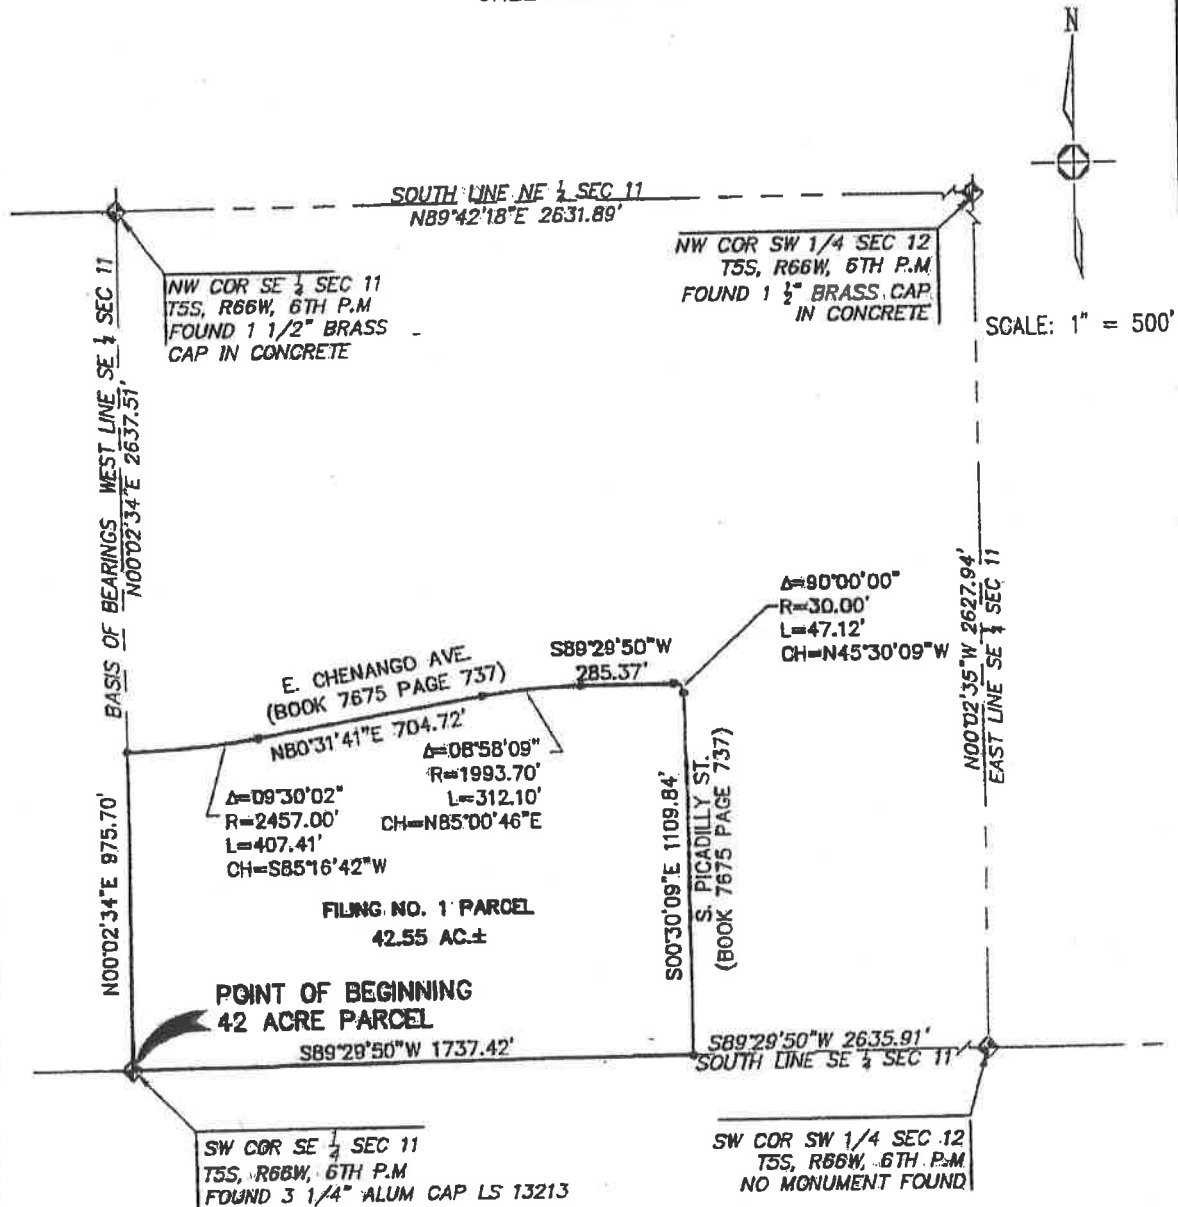 N
SCALE: 1" = 500'
SOUTH LINE NE 1/4 SEC 11
N89°42'18"E 2631.89'
NW COR SE 1/4 SEC 11
T5S, R66W, 6TH P.M
FOUND 1 1/2" BRASS
CAP IN CONCRETE
NW COR SW 1/4 SEC 12
T5S, R66W, 6TH P.M
FOUND 1 1/2" BRASS CAP
IN CONCRETE
BASIS OF BEARINGS WEST LINE SE 1/4 SEC 11
N00°02'34"E 2637.51'
N00°02'35"W 2627.94'
EAST LINE SE 1/4 SEC 11
Δ=90°00'00"
R=30.00'
L=47.12'
CH=N45°30'09"W
S89°29'50"W
285.37'
E. CHENANGO AVE.
(BOOK 7675 PAGE 737)
N80°31'41"E 704.72'
Δ=08°58'09"
R=1993.70'
L=312.10'
CH=N85°00'46"E
Δ=09°30'02"
R=2457.00'
L=407.41'
CH=S85°16'42"W
N00°02'34"E 975.70'
S00°30'09"E 1109.84'
S. PICADILLY ST.
(BOOK 7675 PAGE 737)
FILING NO. 1 PARCEL
42.55 AC.±
POINT OF BEGINNING
42 ACRE PARCEL
S89°29'50"W 1737.42'
S89°29'50"W 2635.91'
SOUTH LINE SE 1/4 SEC 11
SW COR SE 1/4 SEC 11
T5S, R66W, 6TH P.M
FOUND 3 1/4" ALUM CAP LS 13213
SW COR SW 1/4 SEC 12
T5S, R66W, 6TH P.M
NO MONUMENT FOUND